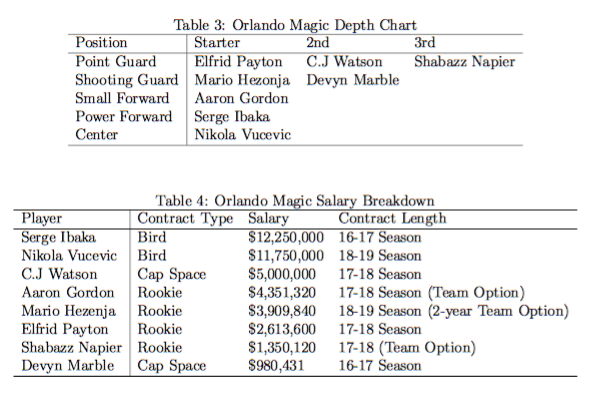 Table 3: Orlando Magic Depth Chart
Position Starter 2nd 3rd
Point Guard Elfrid Payton C.J Watson Shabazz Napier
Shooting Guard Mario Hezonja Devyn Marble
Small Forward Aaron Gordon
Power Forward Serge Ibaka
Center Nikola Vucevic
Table 4: Orlando Magic Salary Breakdown
Player Contract Type Salary Contract Length
Serge Ibaka Bird $12,250,000 16-17 Season
Nikola Vucevic Bird $11,750,000 18-19 Season
C.J Watson Cap Space $5,000,000 17-18 Season
Aaron Gordon Rookie $4,351,320 17-18 Season (Team Option)
Mario Hezenja Rookie $3,909,840 18-19 Season (2-year Team Option)
Elfrid Payton Rookie $2,613,600 17-18 Season
Shabazz Napier Rookie $1,350,120 17-18 (Team Option)
Devyn Marble Cap Space $980,431 16-17 Season